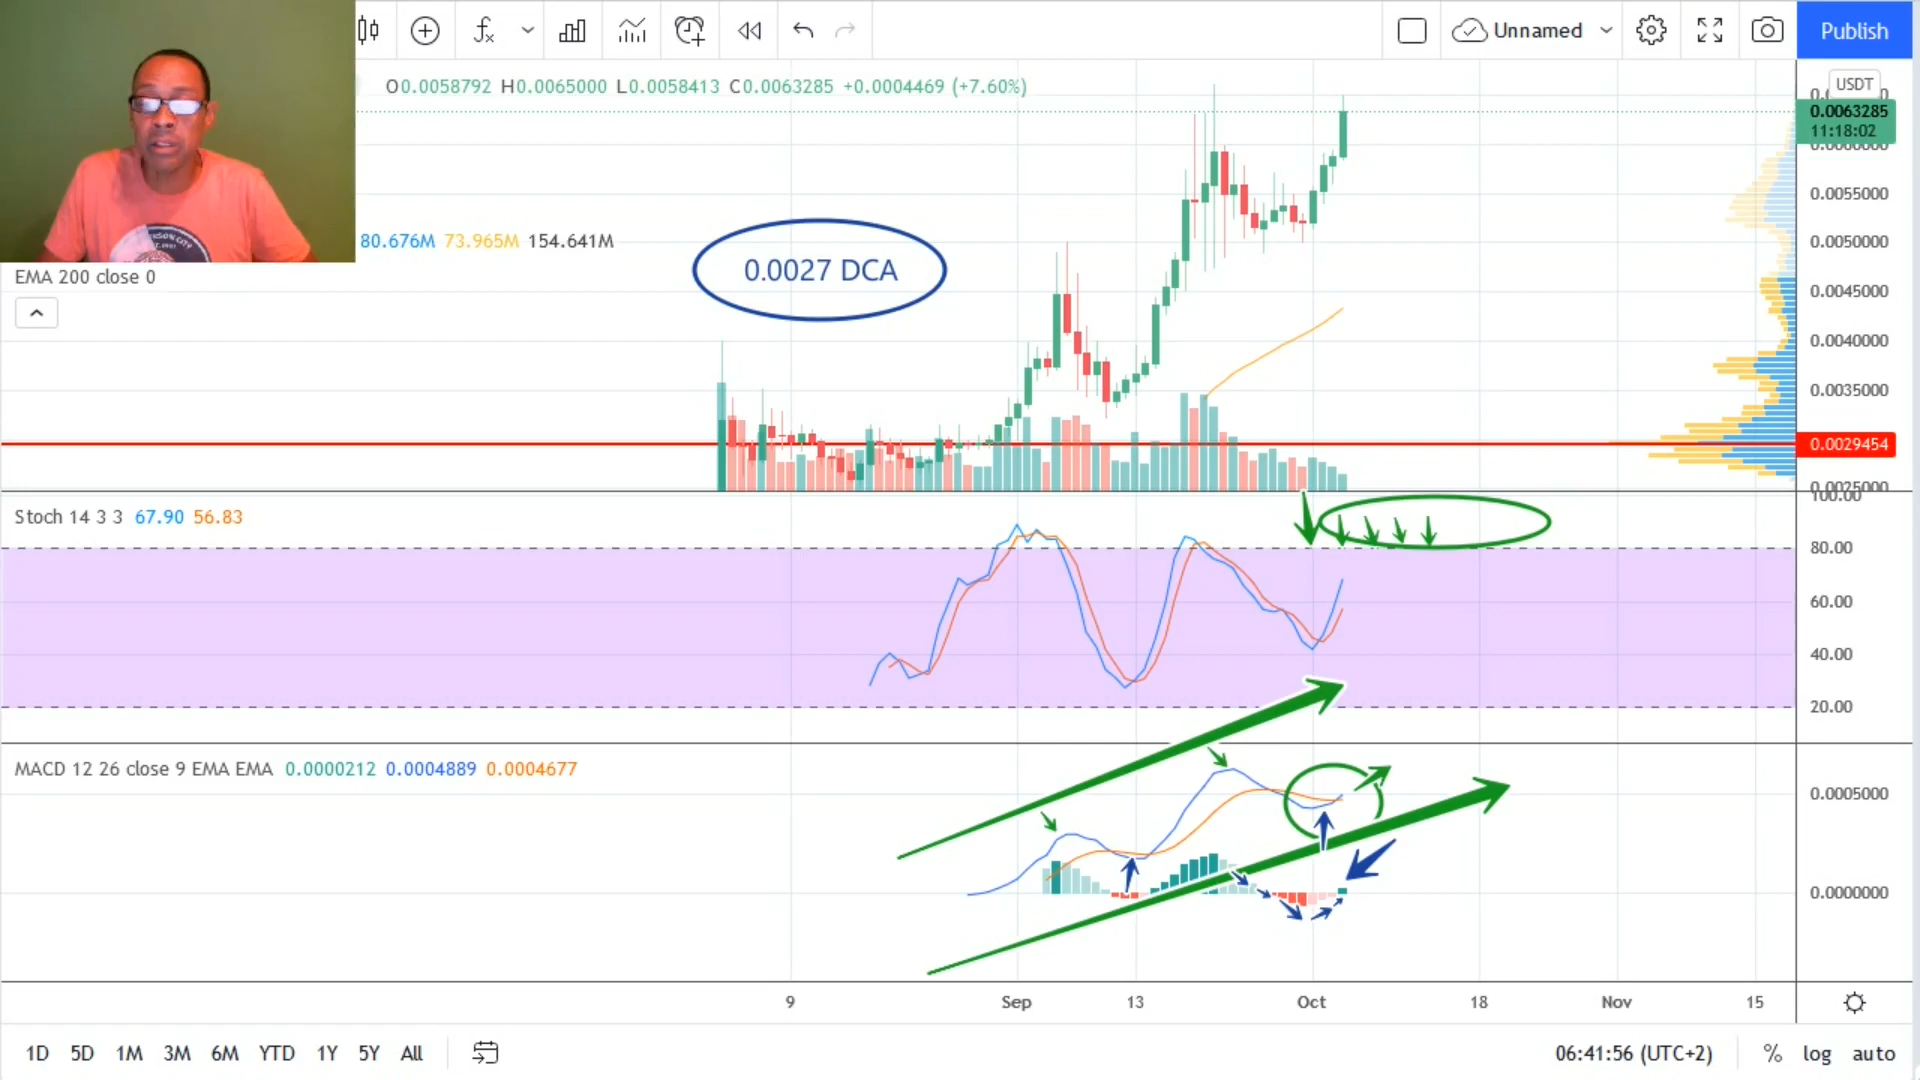 Unnamed
Publish
O0.0058792 H0.0065000 L0.0058413 C0.0063285 +0.0004469 (+7.60%)
USDT
0.0063285
11:18:02
0.0055000
80.676M 73.965M 154.641M
0.0050000
EMA 200 close 0
0.0027 DCA
0.0045000
0.0040000
0.0035000
0.0029454
0.0025000
100.00
Stoch 14 3 3 67.90 56.83
80.00
60.00
40.00
20.00
MACD 12 26 close 9 EMA EMA 0.0000212 0.0004889 0.0004677
0.0005000
0.0000000
9 Sep 13 Oct 18 Nov 15
1D 5D 1M 3M 6M YTD 1Y 5Y All
06:41:56 (UTC+2) % log auto